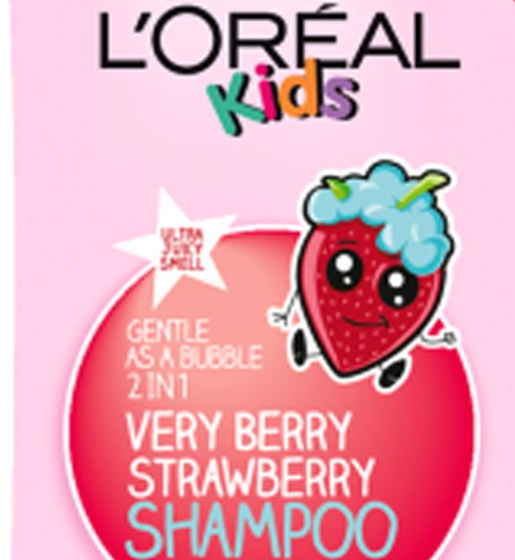 L'ORÉAL
Kids
ULTRA
JUICY
SMELL
GENTLE
AS A BUBBLE
2 IN 1
VERY BERRY
STRAWBERRY
SHAMPOO